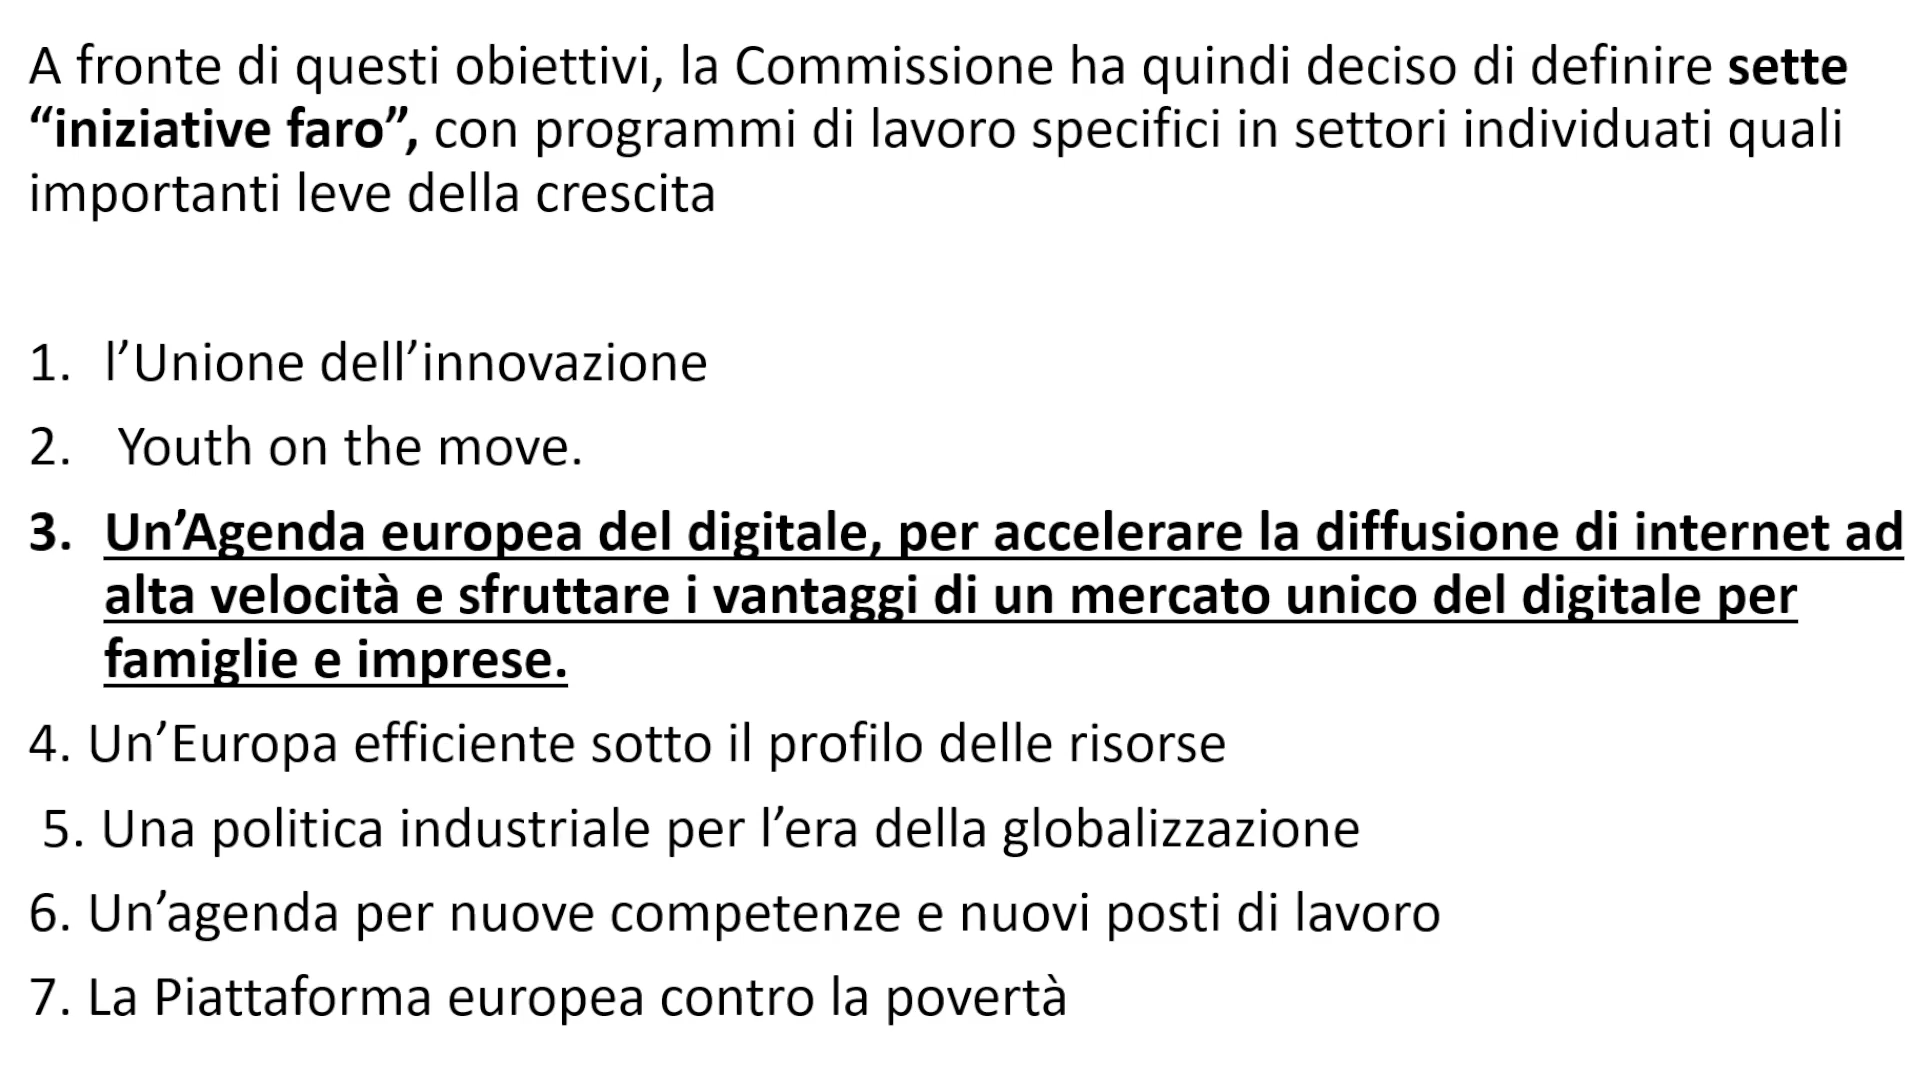 A fronte di questi obiettivi, la Commissione ha quindi deciso di definire sette
“iniziative faro”, con programmi di lavoro specifici in settori individuati quali
importanti leve della crescita
1. l’Unione dell’innovazione
2. Youth on the move.
3. Un’Agenda europea del digitale, per accelerare la diffusione di internet ad
alta velocità e sfruttare i vantaggi di un mercato unico del digitale per
famiglie e imprese.
4. Un’Europa efficiente sotto il profilo delle risorse
5. Una politica industriale per l’era della globalizzazione
6. Un’agenda per nuove competenze e nuovi posti di lavoro
7. La Piattaforma europea contro la povertà